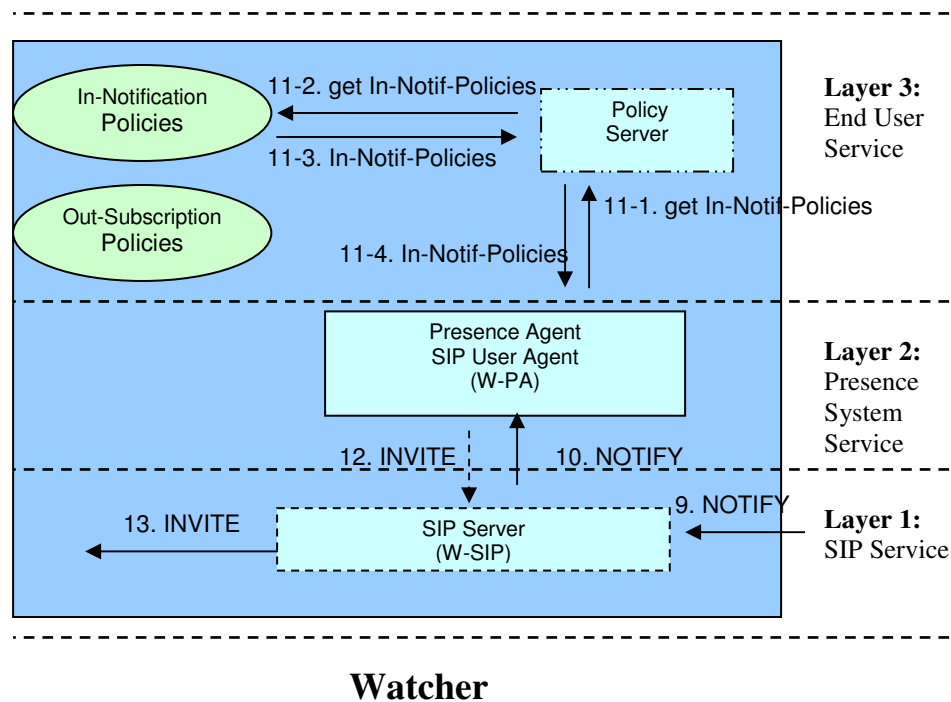 11-2. get In-Notif-Policies
In-Notification
Policies
Policy
Server
11-3. In-Notif-Policies
Layer 3:
End User
Service
Out-Subscription
Policies
11-1. get In-Notif-Policies
11-4. In-Notif-Policies
Presence Agent
SIP User Agent
(W-PA)
Layer 2:
Presence
System
Service
12. INVITE
10. NOTIFY
9. NOTIFY
13. INVITE
SIP Server
(W-SIP)
Layer 1:
SIP Service
Watcher